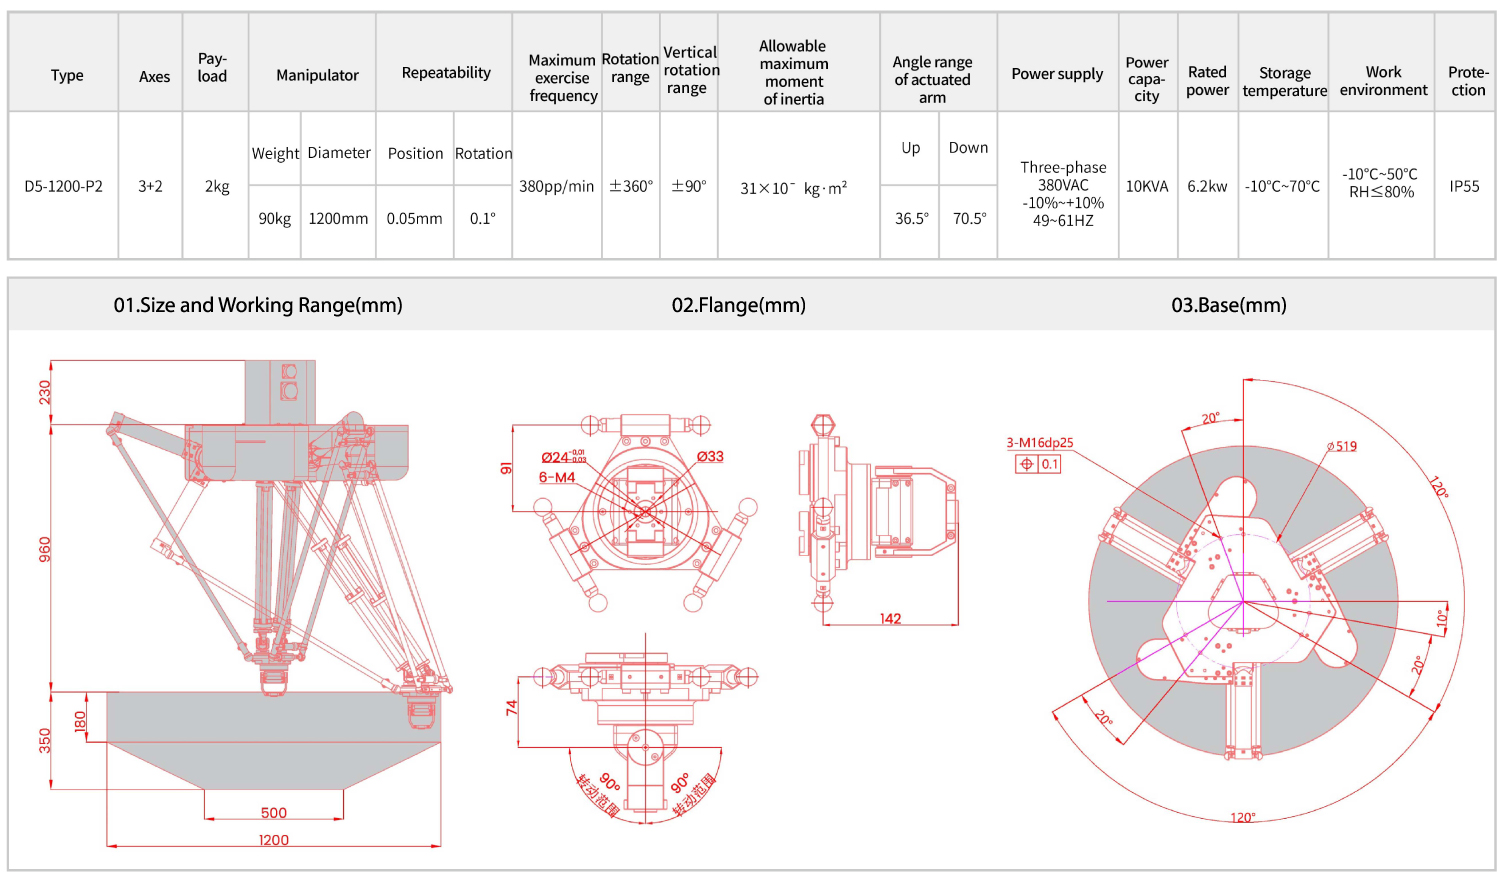 Type
Axes
Pay-
load
Manipulator
Repeatability
Maximum
exercise
frequency
Rotation
range
Vertical
rotation
range
Allowable
maximum
moment
of inertia
Angle range
of actuated
arm
Power supply
Power
capa-
city
Rated
power
Storage
temperature
Work
environment
Prote-
ction
D5-1200-P2
3+2
2kg
Weight
Diameter
90kg
1200mm
Position
Rotation
0.05mm
0.1°
380pp/min
±360°
±90°
31×10⁻ kg·m²
Up
Down
36.5°
70.5°
Three-phase
380VAC
-10%~+10%
49~61HZ
10KVA
6.2kw
-10℃~70℃
-10℃~50℃
RH≤80%
IP55
01.Size and Working Range(mm)
02.Flange(mm)
03.Base(mm)
230
960
350
180
500
1200
91
Ø24 -0.01
-0.03
6-M4
Ø33
142
74
90°
转动范围
90°
转动范围
3-M16dp25
⌖ 0.1
20°
⌀519
120°
10°
20°
20°
120°